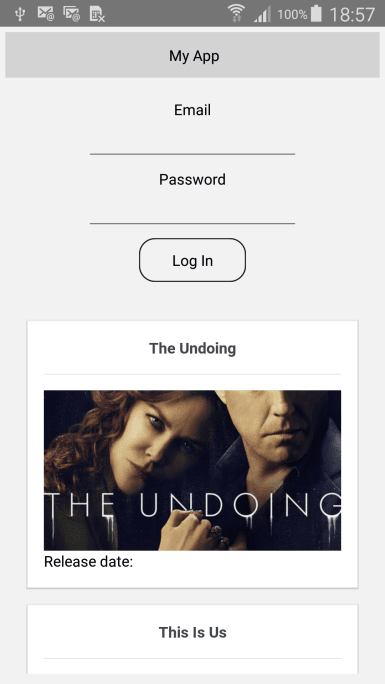 100% 18:57
My App
Email
Password
Log In
The Undoing
THE UNDOING
Release date:
This Is Us